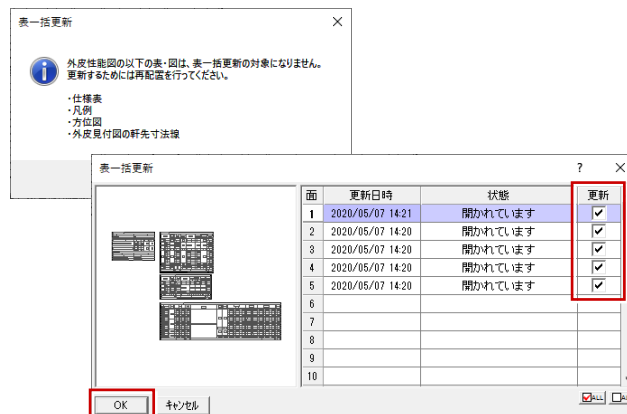 表一括更新
外皮性能図の以下の表・図は、表一括更新の対象になりません。
更新するためには再配置を行ってください。
・仕様表
・凡例
・方位図
・外皮見付図の軒先寸法線
表一括更新 ?
面 更新日時 状態 更新
1 2020/05/07 14:21 開かれています
2 2020/05/07 14:20 開かれています
3 2020/05/07 14:20 開かれています
4 2020/05/07 14:20 開かれています
5 2020/05/07 14:20 開かれています
6
7
8
9
10
OK キャンセル ALL